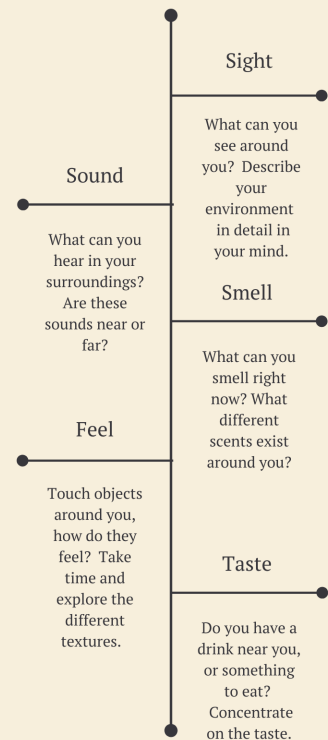 Sight
What can you
see around
you?  Describe
your
environment
in detail in
your mind.
Sound
What can you
hear in your
surroundings?
Are these
sounds near or
far?
Smell
What can you
smell right
now? What
different
scents exist
around you?
Feel
Touch objects
around you,
how do they
feel?  Take
time and
explore the
different
textures.
Taste
Do you have a
drink near you,
or something
to eat?
Concentrate
on the taste.